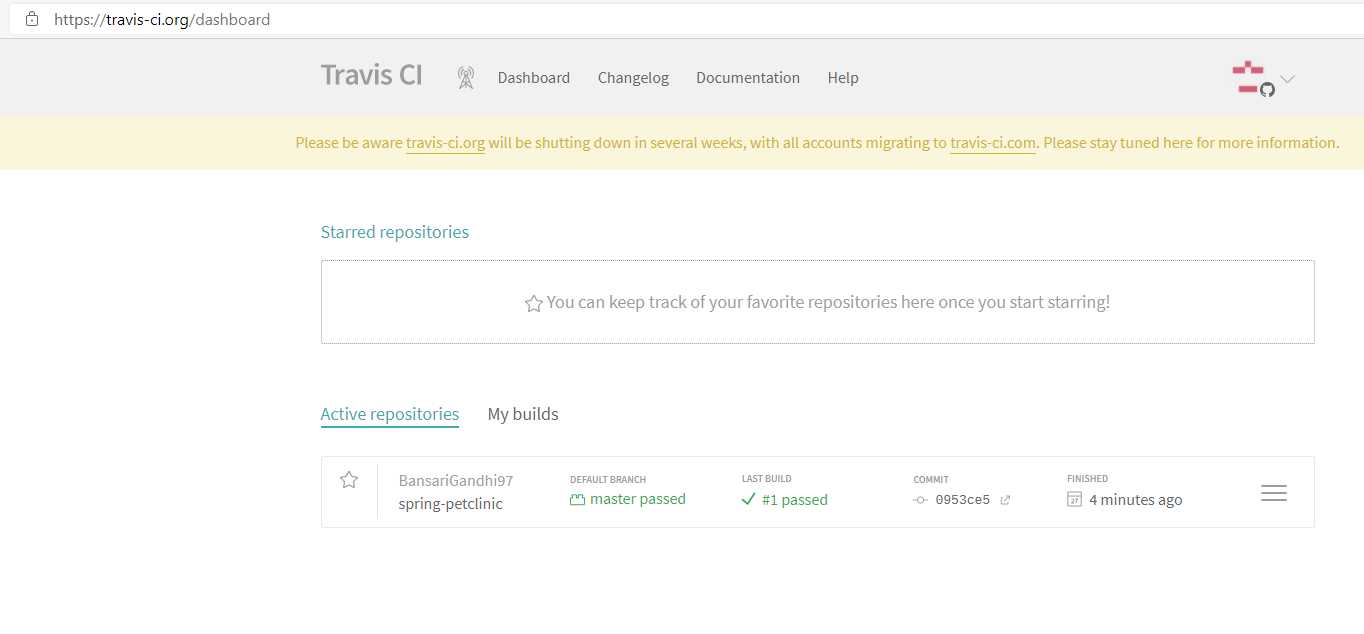 https://travis-ci.org/dashboard
Travis CI Dashboard Changelog Documentation Help
Please be aware travis-ci.org will be shutting down in several weeks, with all accounts migrating to travis-ci.com. Please stay tuned here for more information.
Starred repositories
You can keep track of your favorite repositories here once you start starring!
Active repositories My builds
BansariGandhi97 DEFAULT BRANCH LAST BUILD COMMIT FINISHED
spring-petclinic master passed #1 passed 0953ce5 27 4 minutes ago